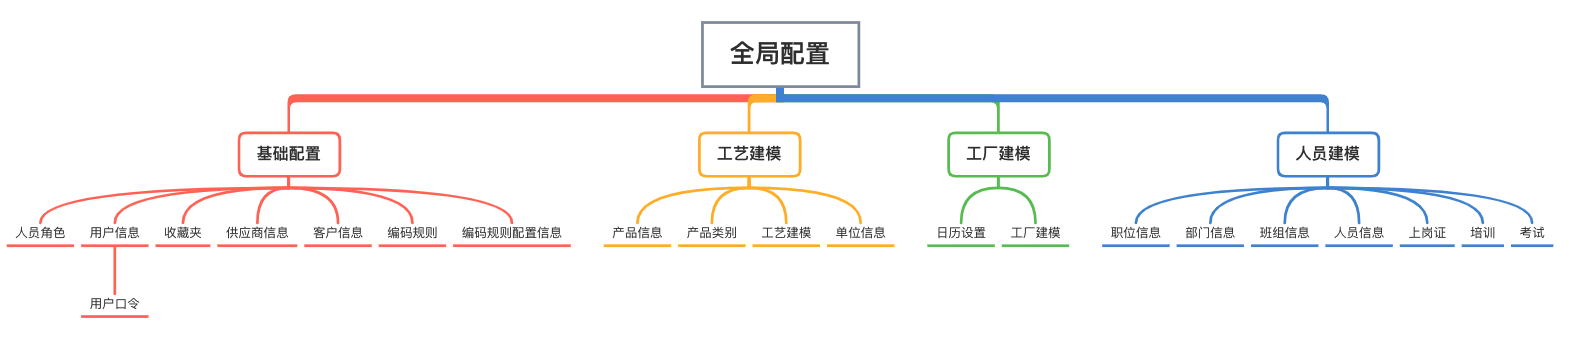 全局配置
基础配置
工艺建模
工厂建模
人员建模
人员角色
用户信息
收藏夹
供应商信息
客户信息
编码规则
编码规则配置信息
产品信息
产品类别
工艺建模
单位信息
日历设置
工厂建模
职位信息
部门信息
班组信息
人员信息
上岗证
培训
考试
用户口令